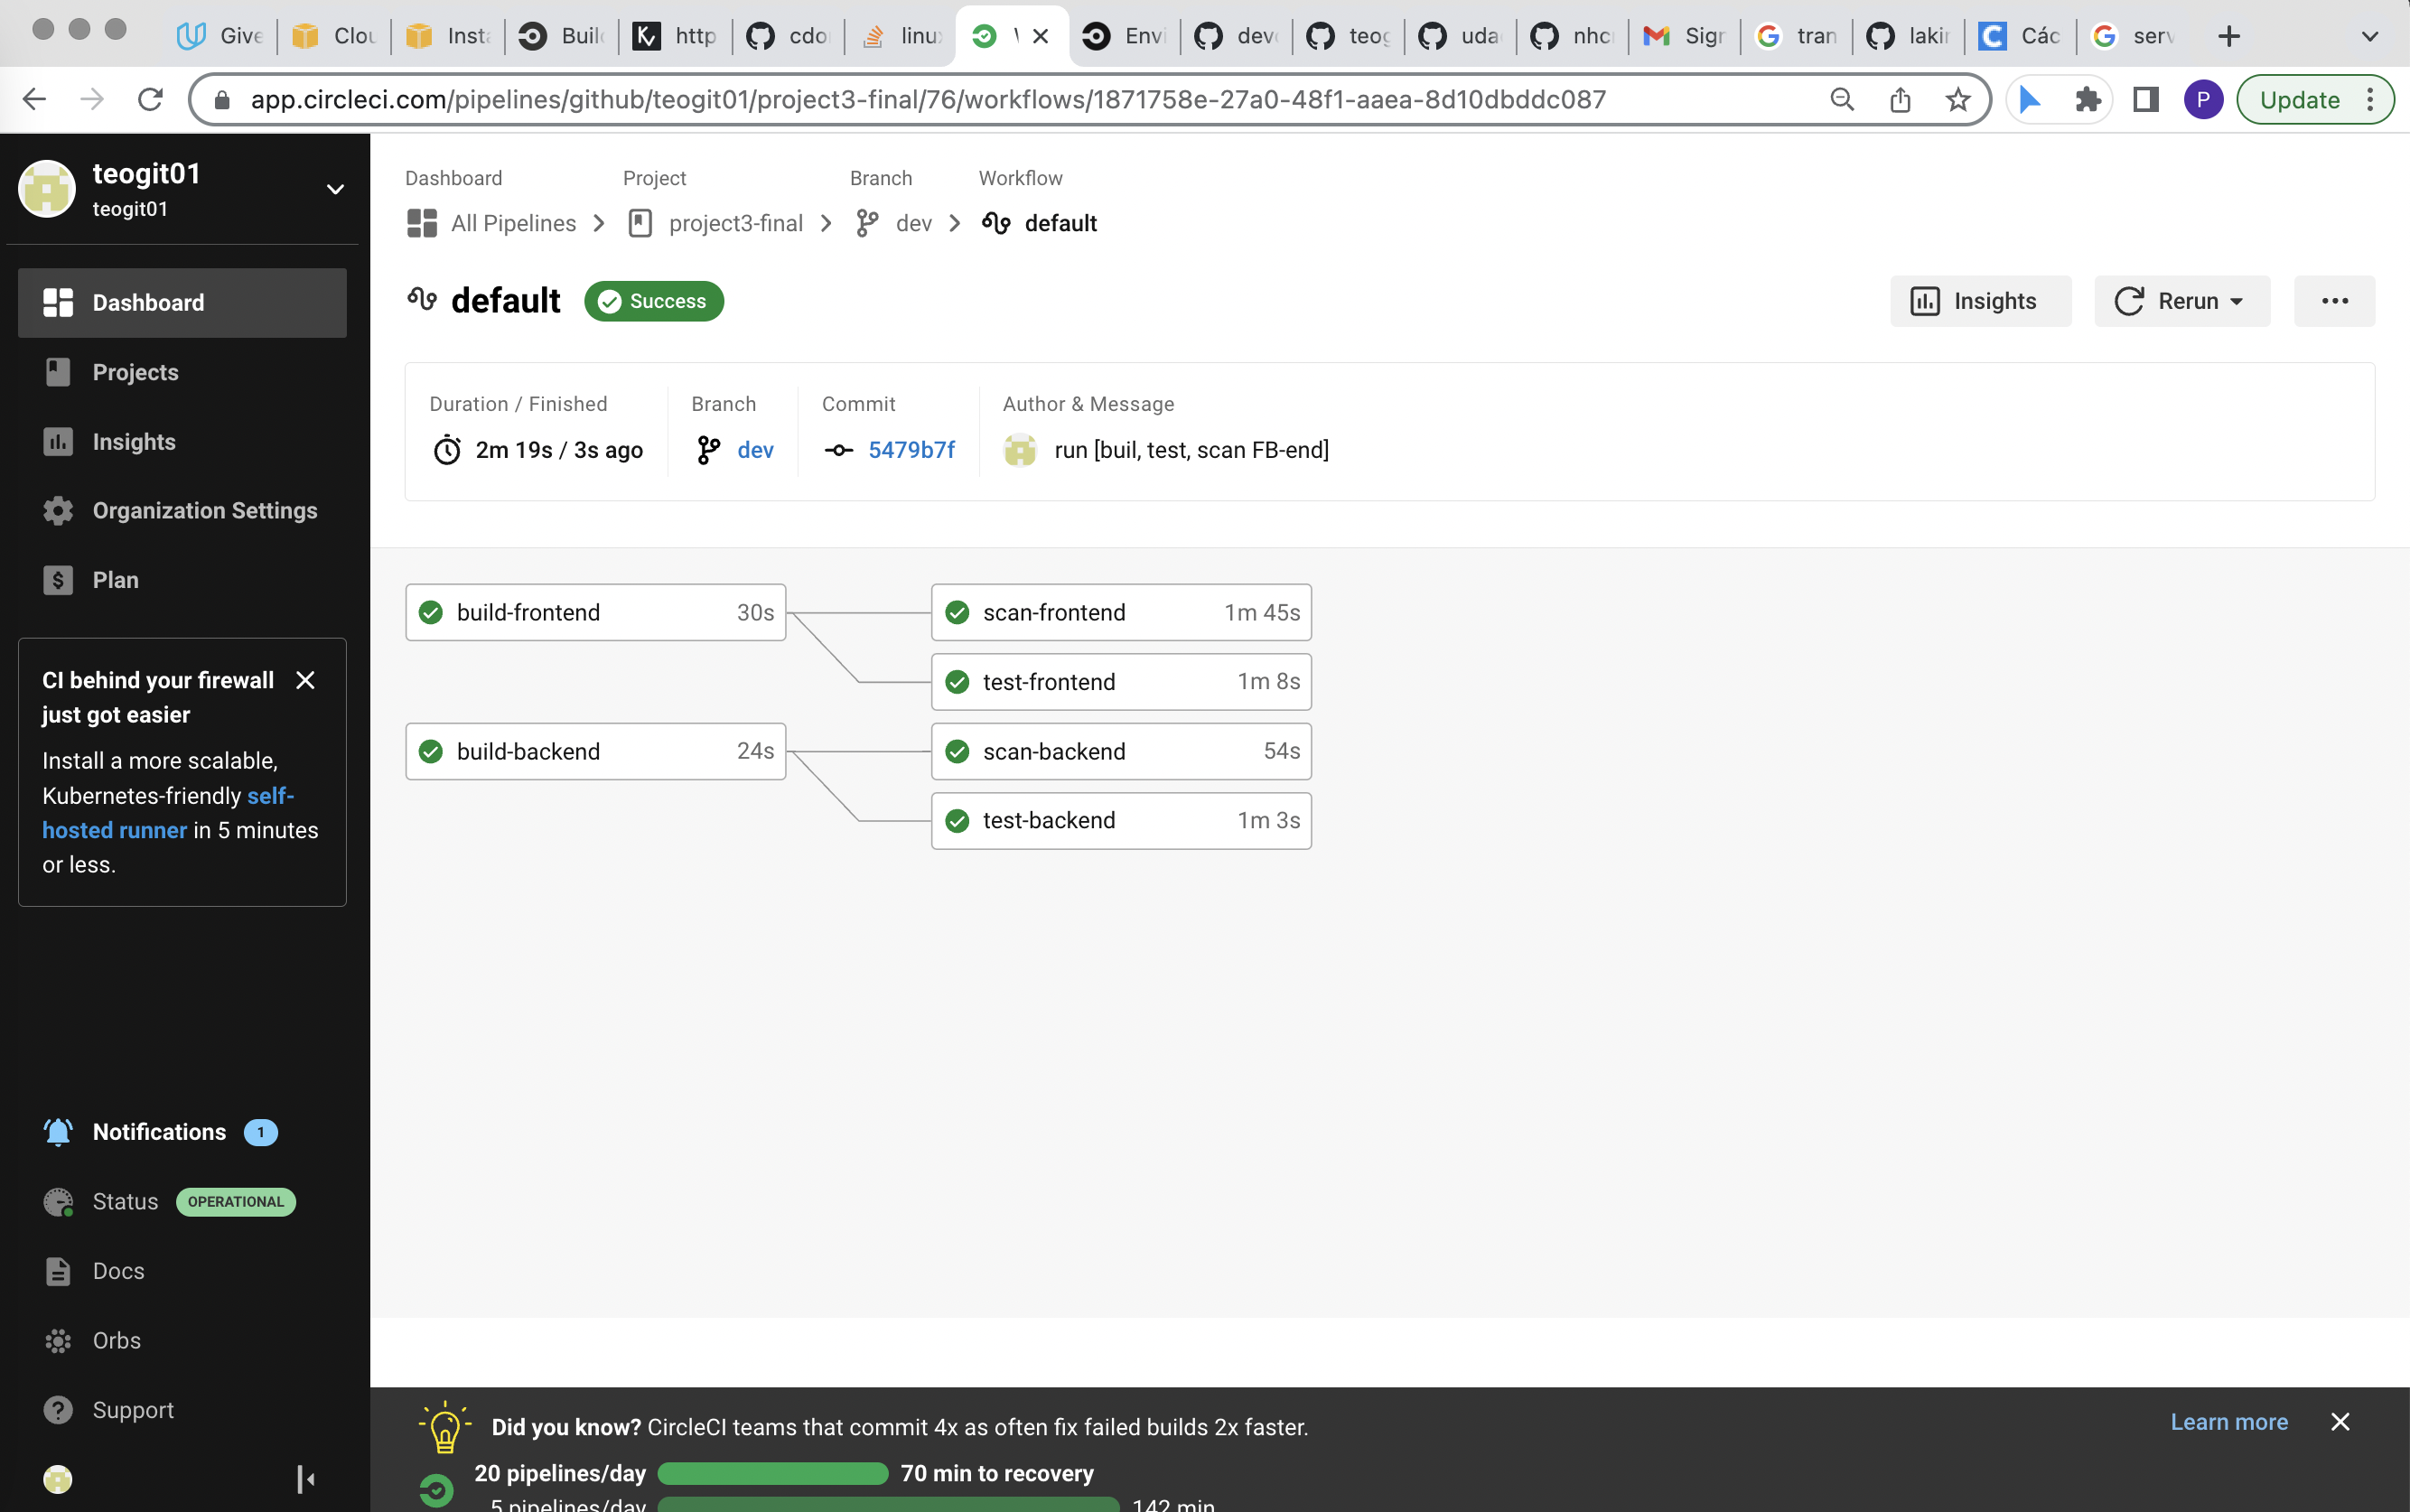 Give
Clou
Insta
Build
http
cdo
linux
Envi
devo
teog
uda
nhc
Sign
tran
lakin
Các
serv
app.circleci.com/pipelines/github/teogit01/project3-final/76/workflows/1871758e-27a0-48f1-aaea-8d10dbddc087
P
Update
teogit01
teogit01
Dashboard
Projects
Insights
Organization Settings
Plan
CI behind your firewall
just got easier
Install a more scalable,
Kubernetes-friendly self-
hosted runner in 5 minutes
or less.
Notifications 1
Status OPERATIONAL
Docs
Orbs
Support
Dashboard Project Branch Workflow
All Pipelines project3-final dev default
default Success
Insights
Rerun
Duration / Finished
2m 19s / 3s ago
Branch
dev
Commit
5479b7f
Author & Message
run [buil, test, scan FB-end]
build-frontend 30s
scan-frontend 1m 45s
test-frontend 1m 8s
build-backend 24s
scan-backend 54s
test-backend 1m 3s
Did you know? CircleCI teams that commit 4x as often fix failed builds 2x faster.
Learn more
20 pipelines/day 70 min to recovery
5 pipelines/day 142 min